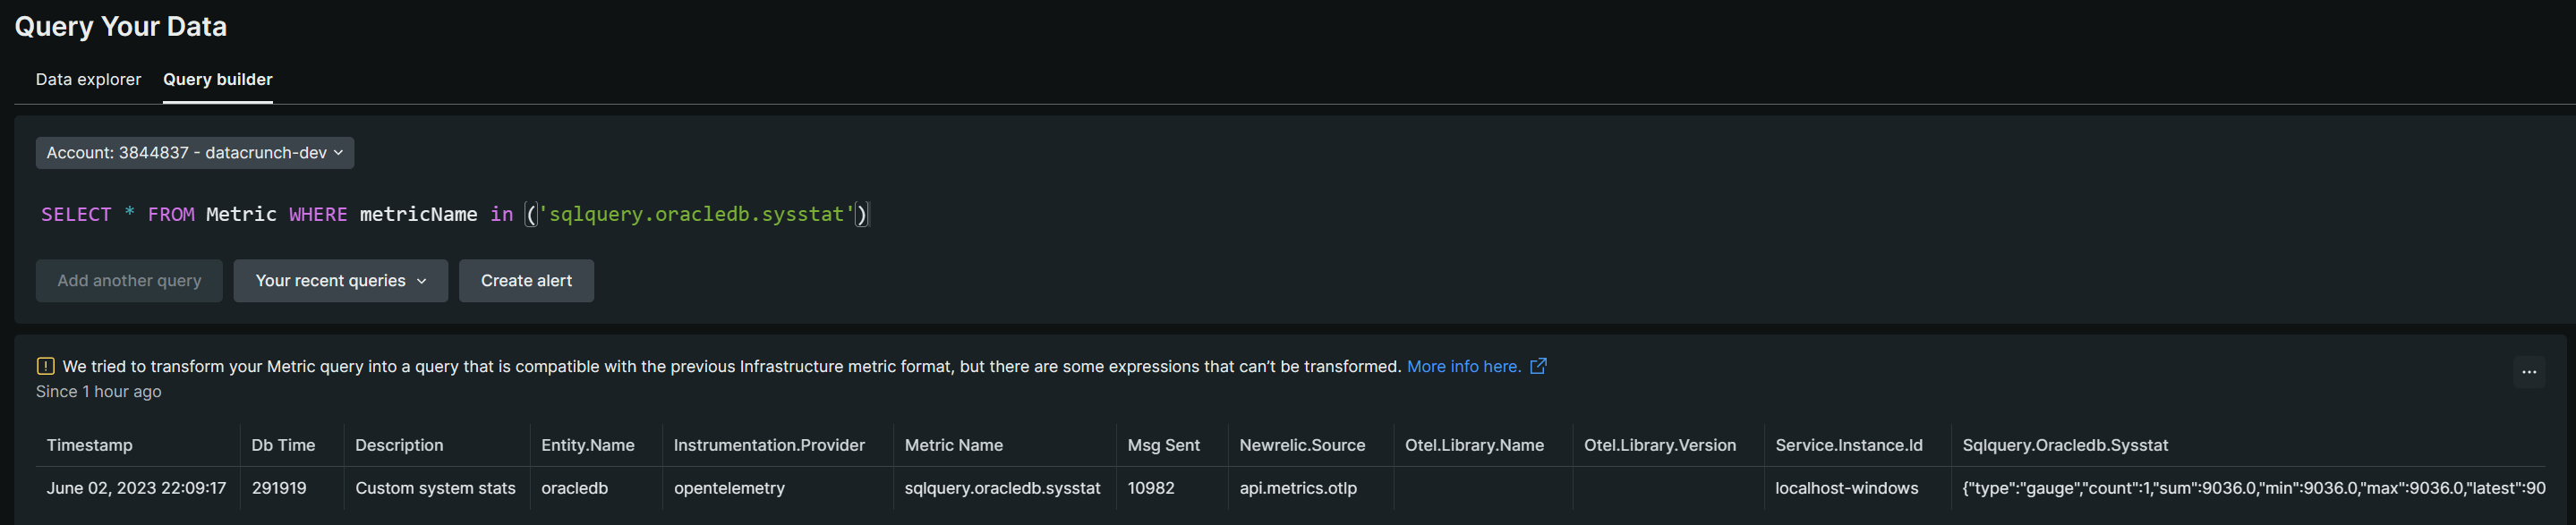 Query Your Data
Data explorer Query builder
Account: 3844837 - datacrunch-dev
SELECT * FROM Metric WHERE metricName in ('sqlquery.oracledb.sysstat')
Add another query Your recent queries Create alert
We tried to transform your Metric query into a query that is compatible with the previous Infrastructure metric format, but there are some expressions that can't be transformed. More info here.
Since 1 hour ago
Timestamp Db Time Description Entity.Name Instrumentation.Provider Metric Name Msg Sent Newrelic.Source Otel.Library.Name Otel.Library.Version Service.Instance.Id Sqlquery.Oracledb.Sysstat
June 02, 2023 22:09:17 291919 Custom system stats oracledb opentelemetry sqlquery.oracledb.sysstat 10982 api.metrics.otlp localhost-windows {"type":"gauge","count":1,"sum":9036.0,"min":9036.0,"max":9036.0,"latest":90